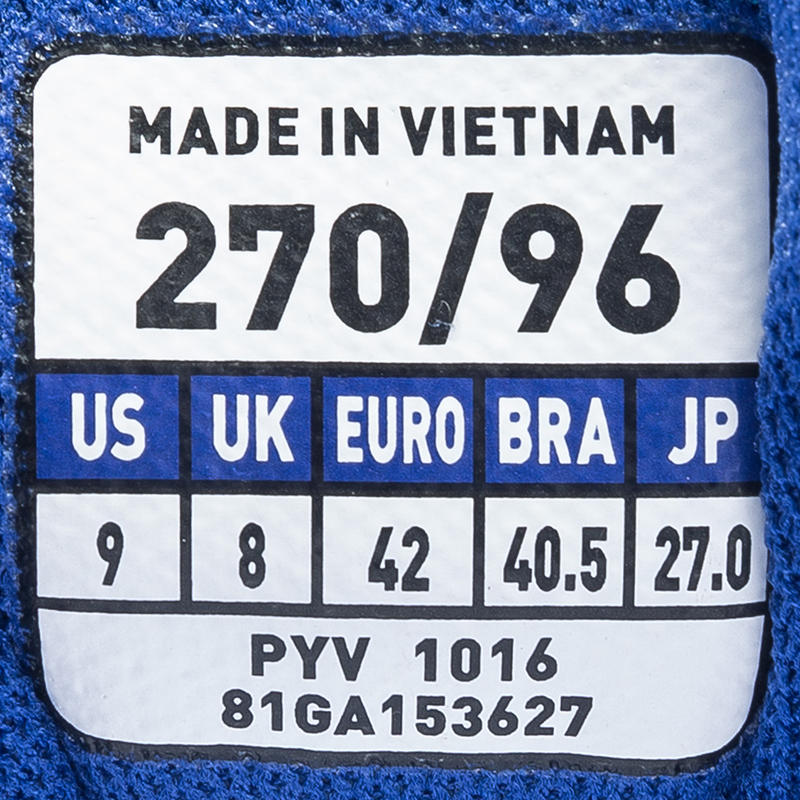 MADE IN VIETNAM
270/96
US UK EURO BRA JP
9 8 42 40.5 27.0
PYV 1016
81GA153627